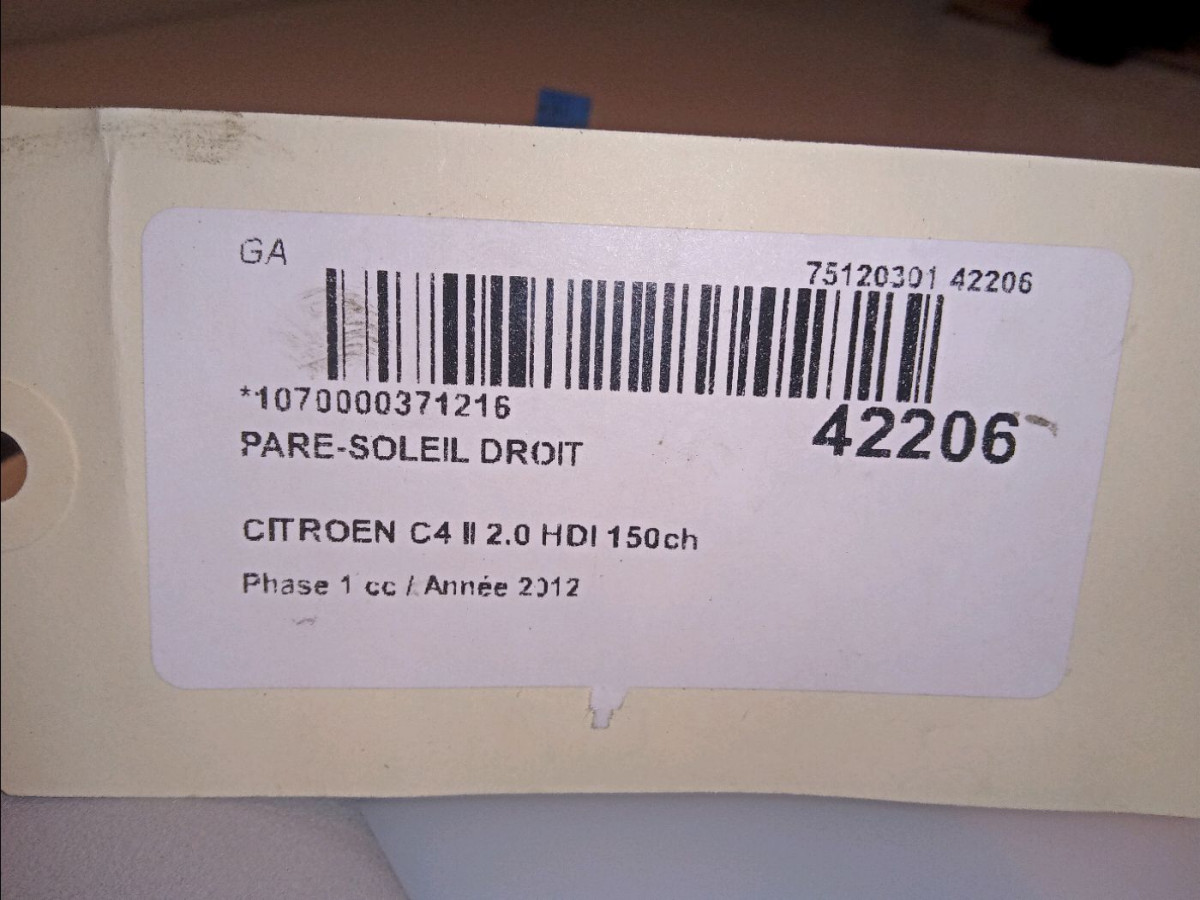 GA
75120301 42206
*1070000371216
42206
PARE-SOLEIL DROIT
CITROEN C4 II 2.0 HDI 150ch
Phase 1 cc / Année 2012